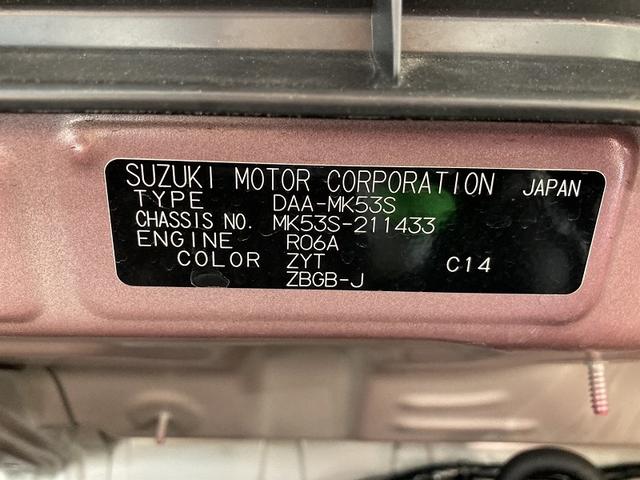 SUZUKI MOTOR CORPORATION JAPAN
TYPE DAA-MK53S
CHASSIS NO. MK53S-211433
ENGINE R06A
COLOR ZYT C14
ZBGB-J